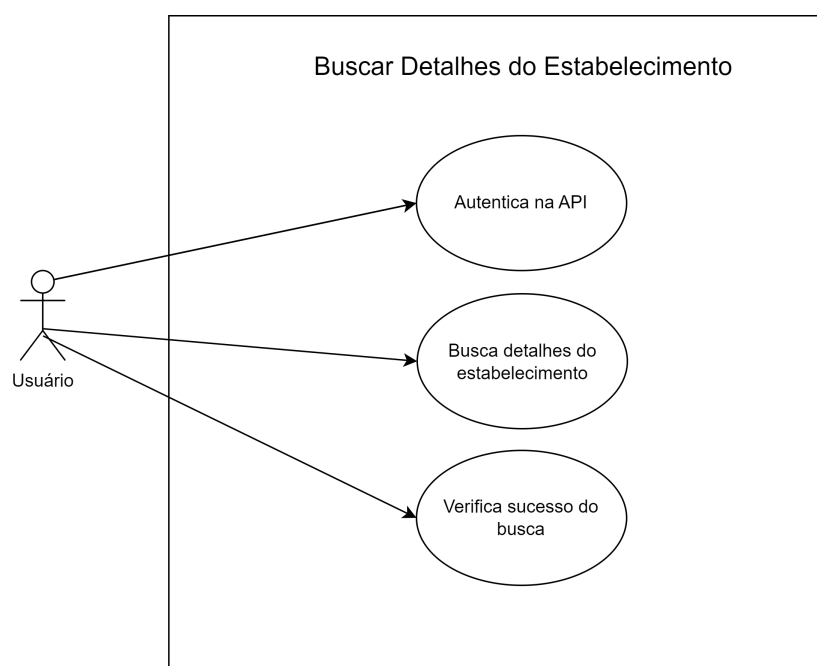 Buscar Detalhes do Estabelecimento
Autentica na API
Busca detalhes do
estabelecimento
Usuário
Verifica sucesso do
busca